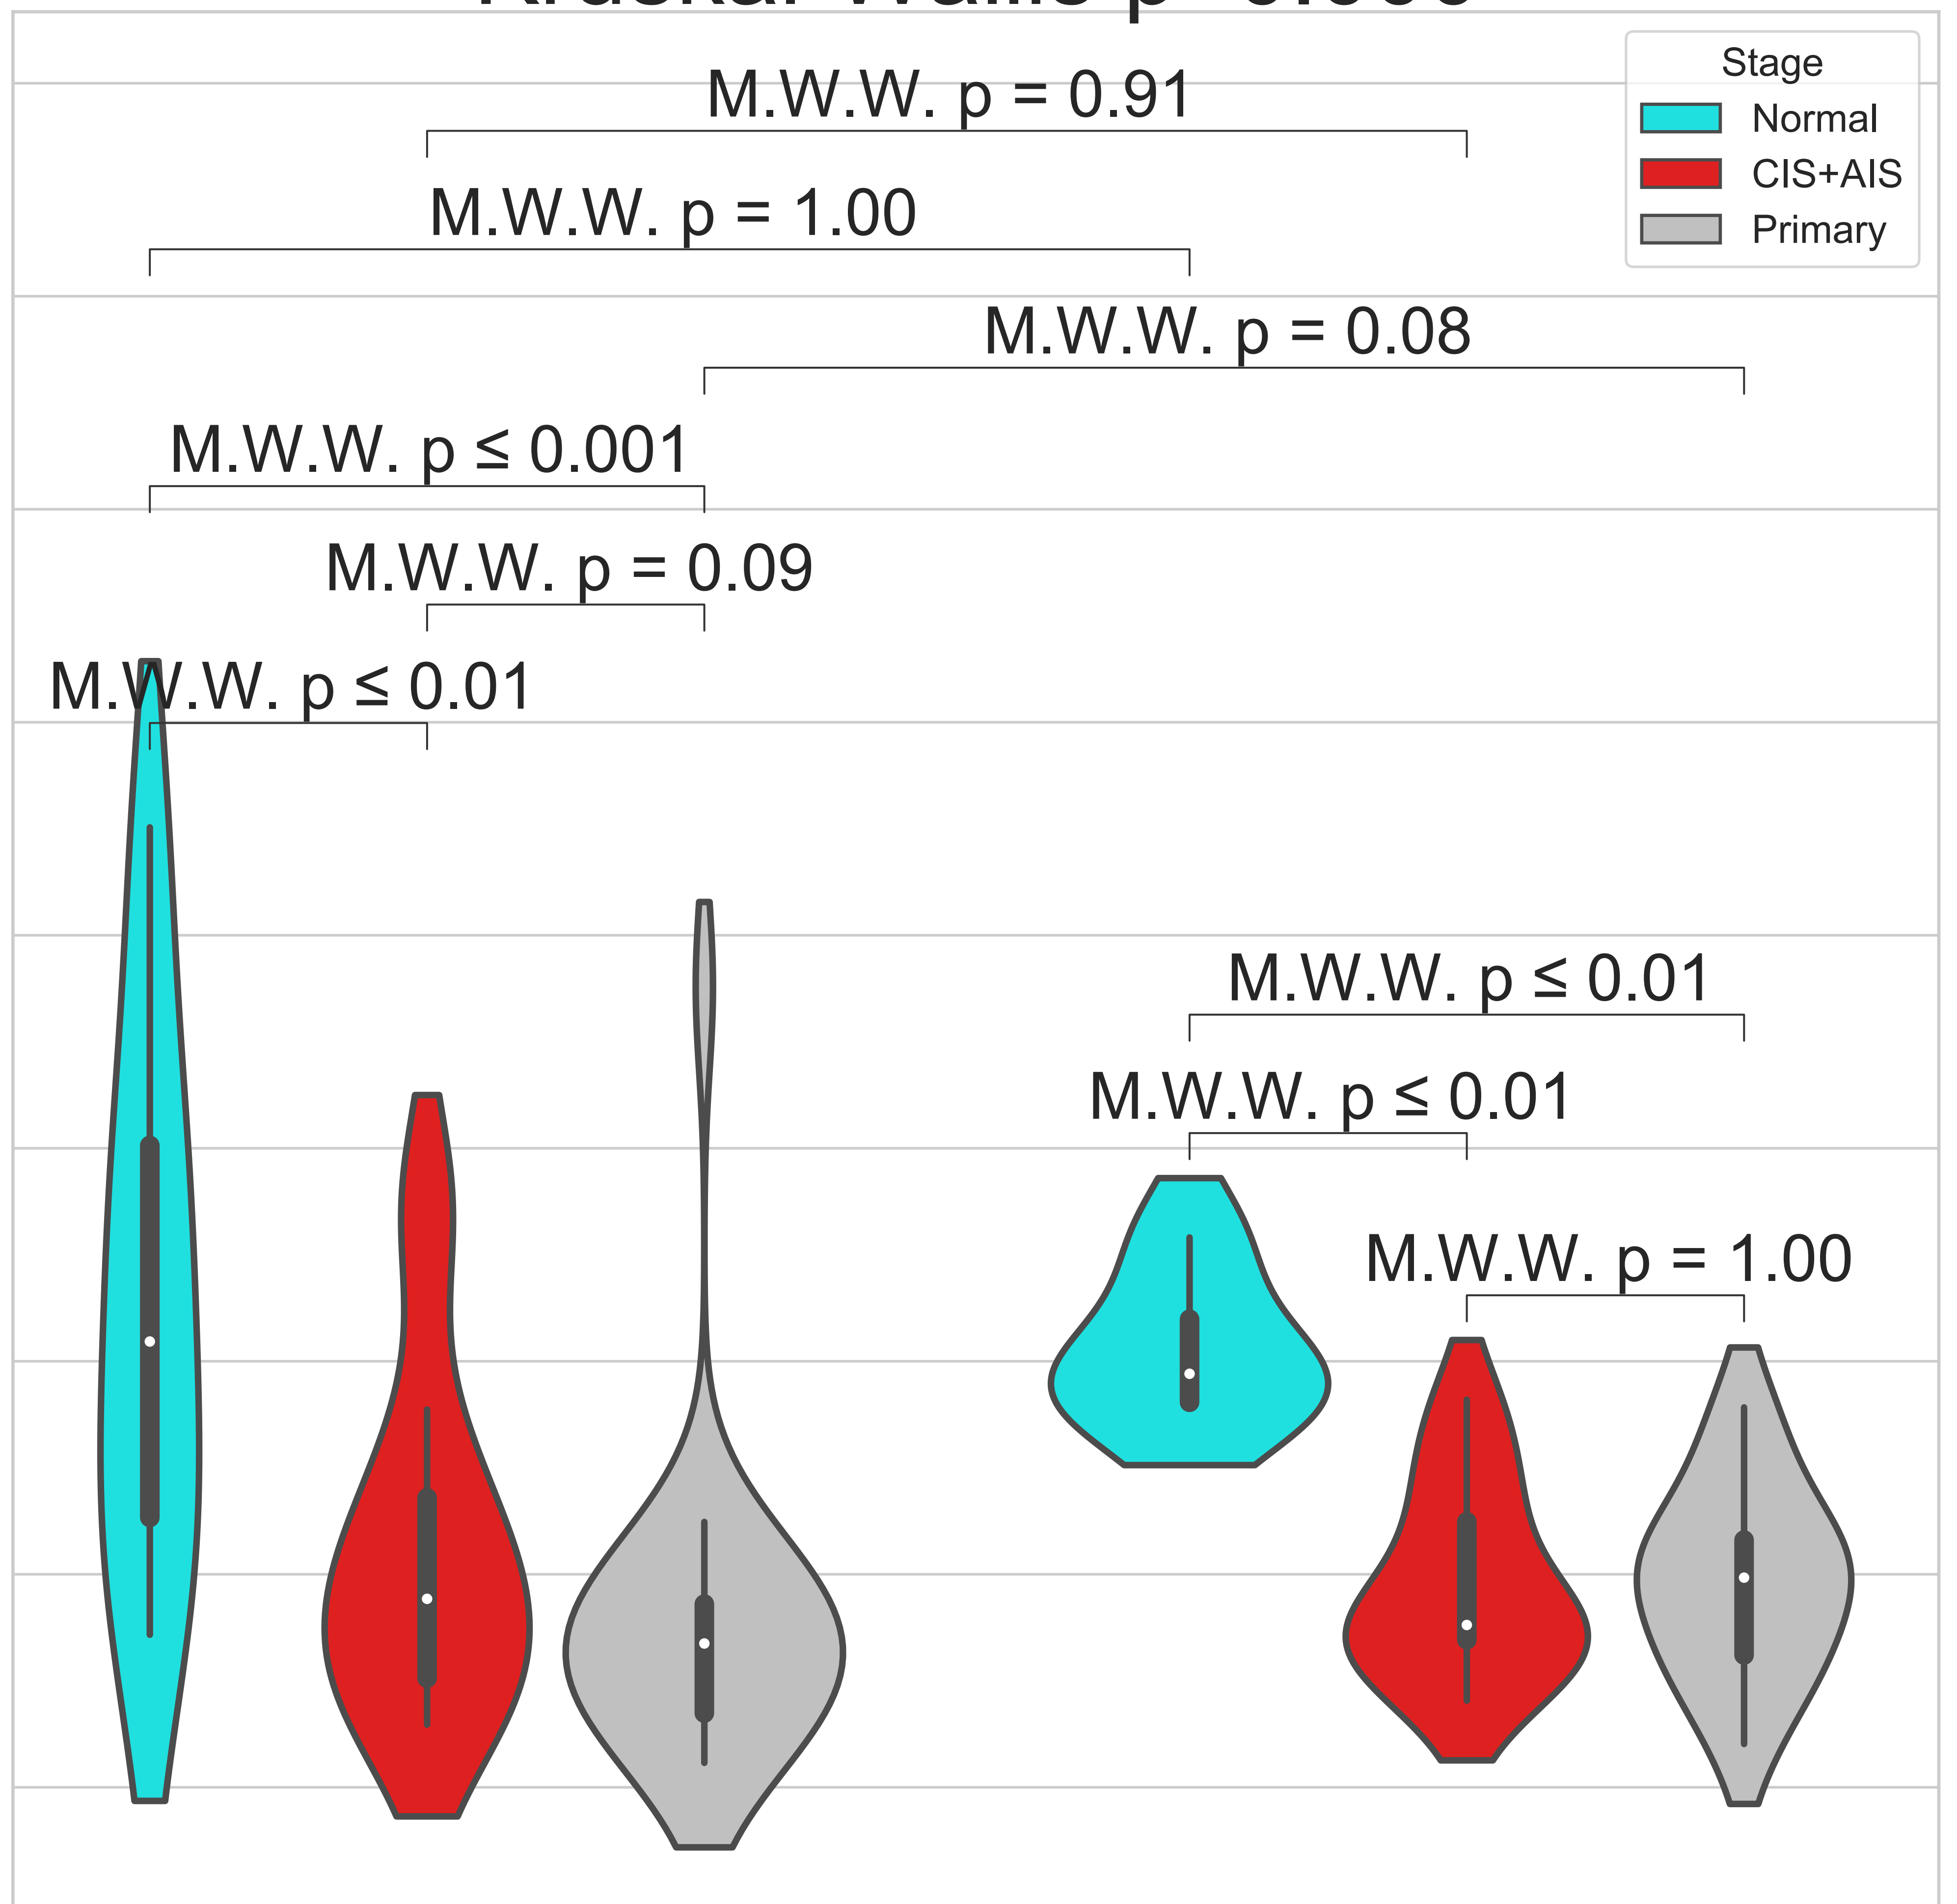 M.W.W. p = 0.91
Stage
Normal
CIS+AIS
Primary
M.W.W. p = 1.00
M.W.W. p = 0.08
M.W.W. p ≤ 0.001
M.W.W. p = 0.09
M.W.W. p ≤ 0.01
M.W.W. p ≤ 0.01
M.W.W. p ≤ 0.01
M.W.W. p = 1.00